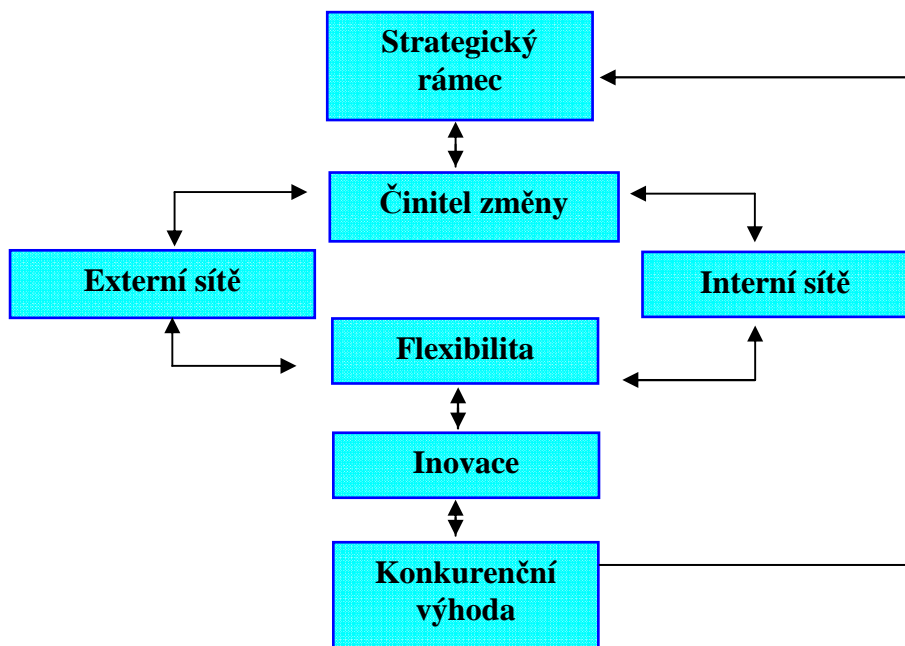 Strategický
rámec
Činitel změny
Externí sítě
Interní sítě
Flexibilita
Inovace
Konkurenční
výhoda